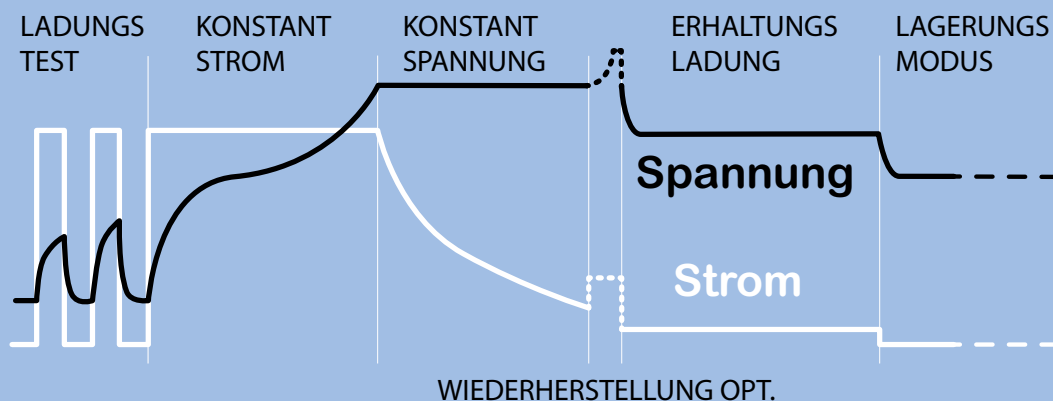 LADUNGS
TEST
KONSTANT
STROM
KONSTANT
SPANNUNG
ERHALTUNGS
LADUNG
LAGERUNGS
MODUS
Spannung
Strom
WIEDERHERSTELLUNG OPT.